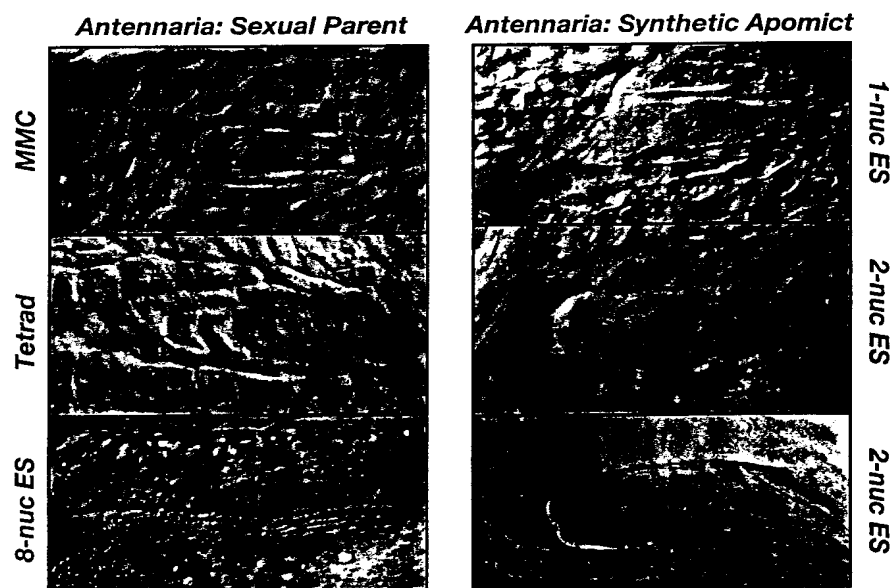 Antennaria: Sexual Parent
Antennaria: Synthetic Apomict
MMC
Tetrad
8-nuc ES
1-nuc ES
2-nuc ES
2-nuc ES